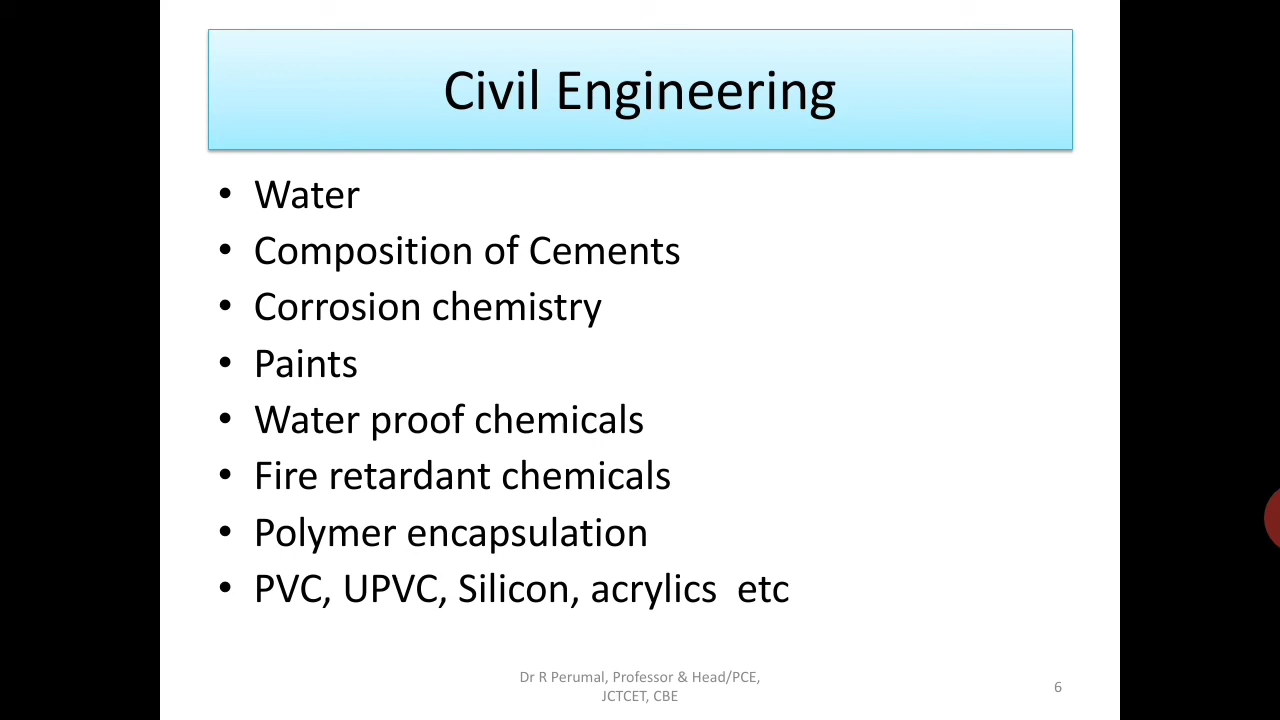 Civil Engineering
• Water
• Composition of Cements
• Corrosion chemistry
• Paints
• Water proof chemicals
• Fire retardant chemicals
• Polymer encapsulation
• PVC, UPVC, Silicon, acrylics  etc
Dr R Perumal, Professor & Head/PCE,
JCTCET, CBE
6